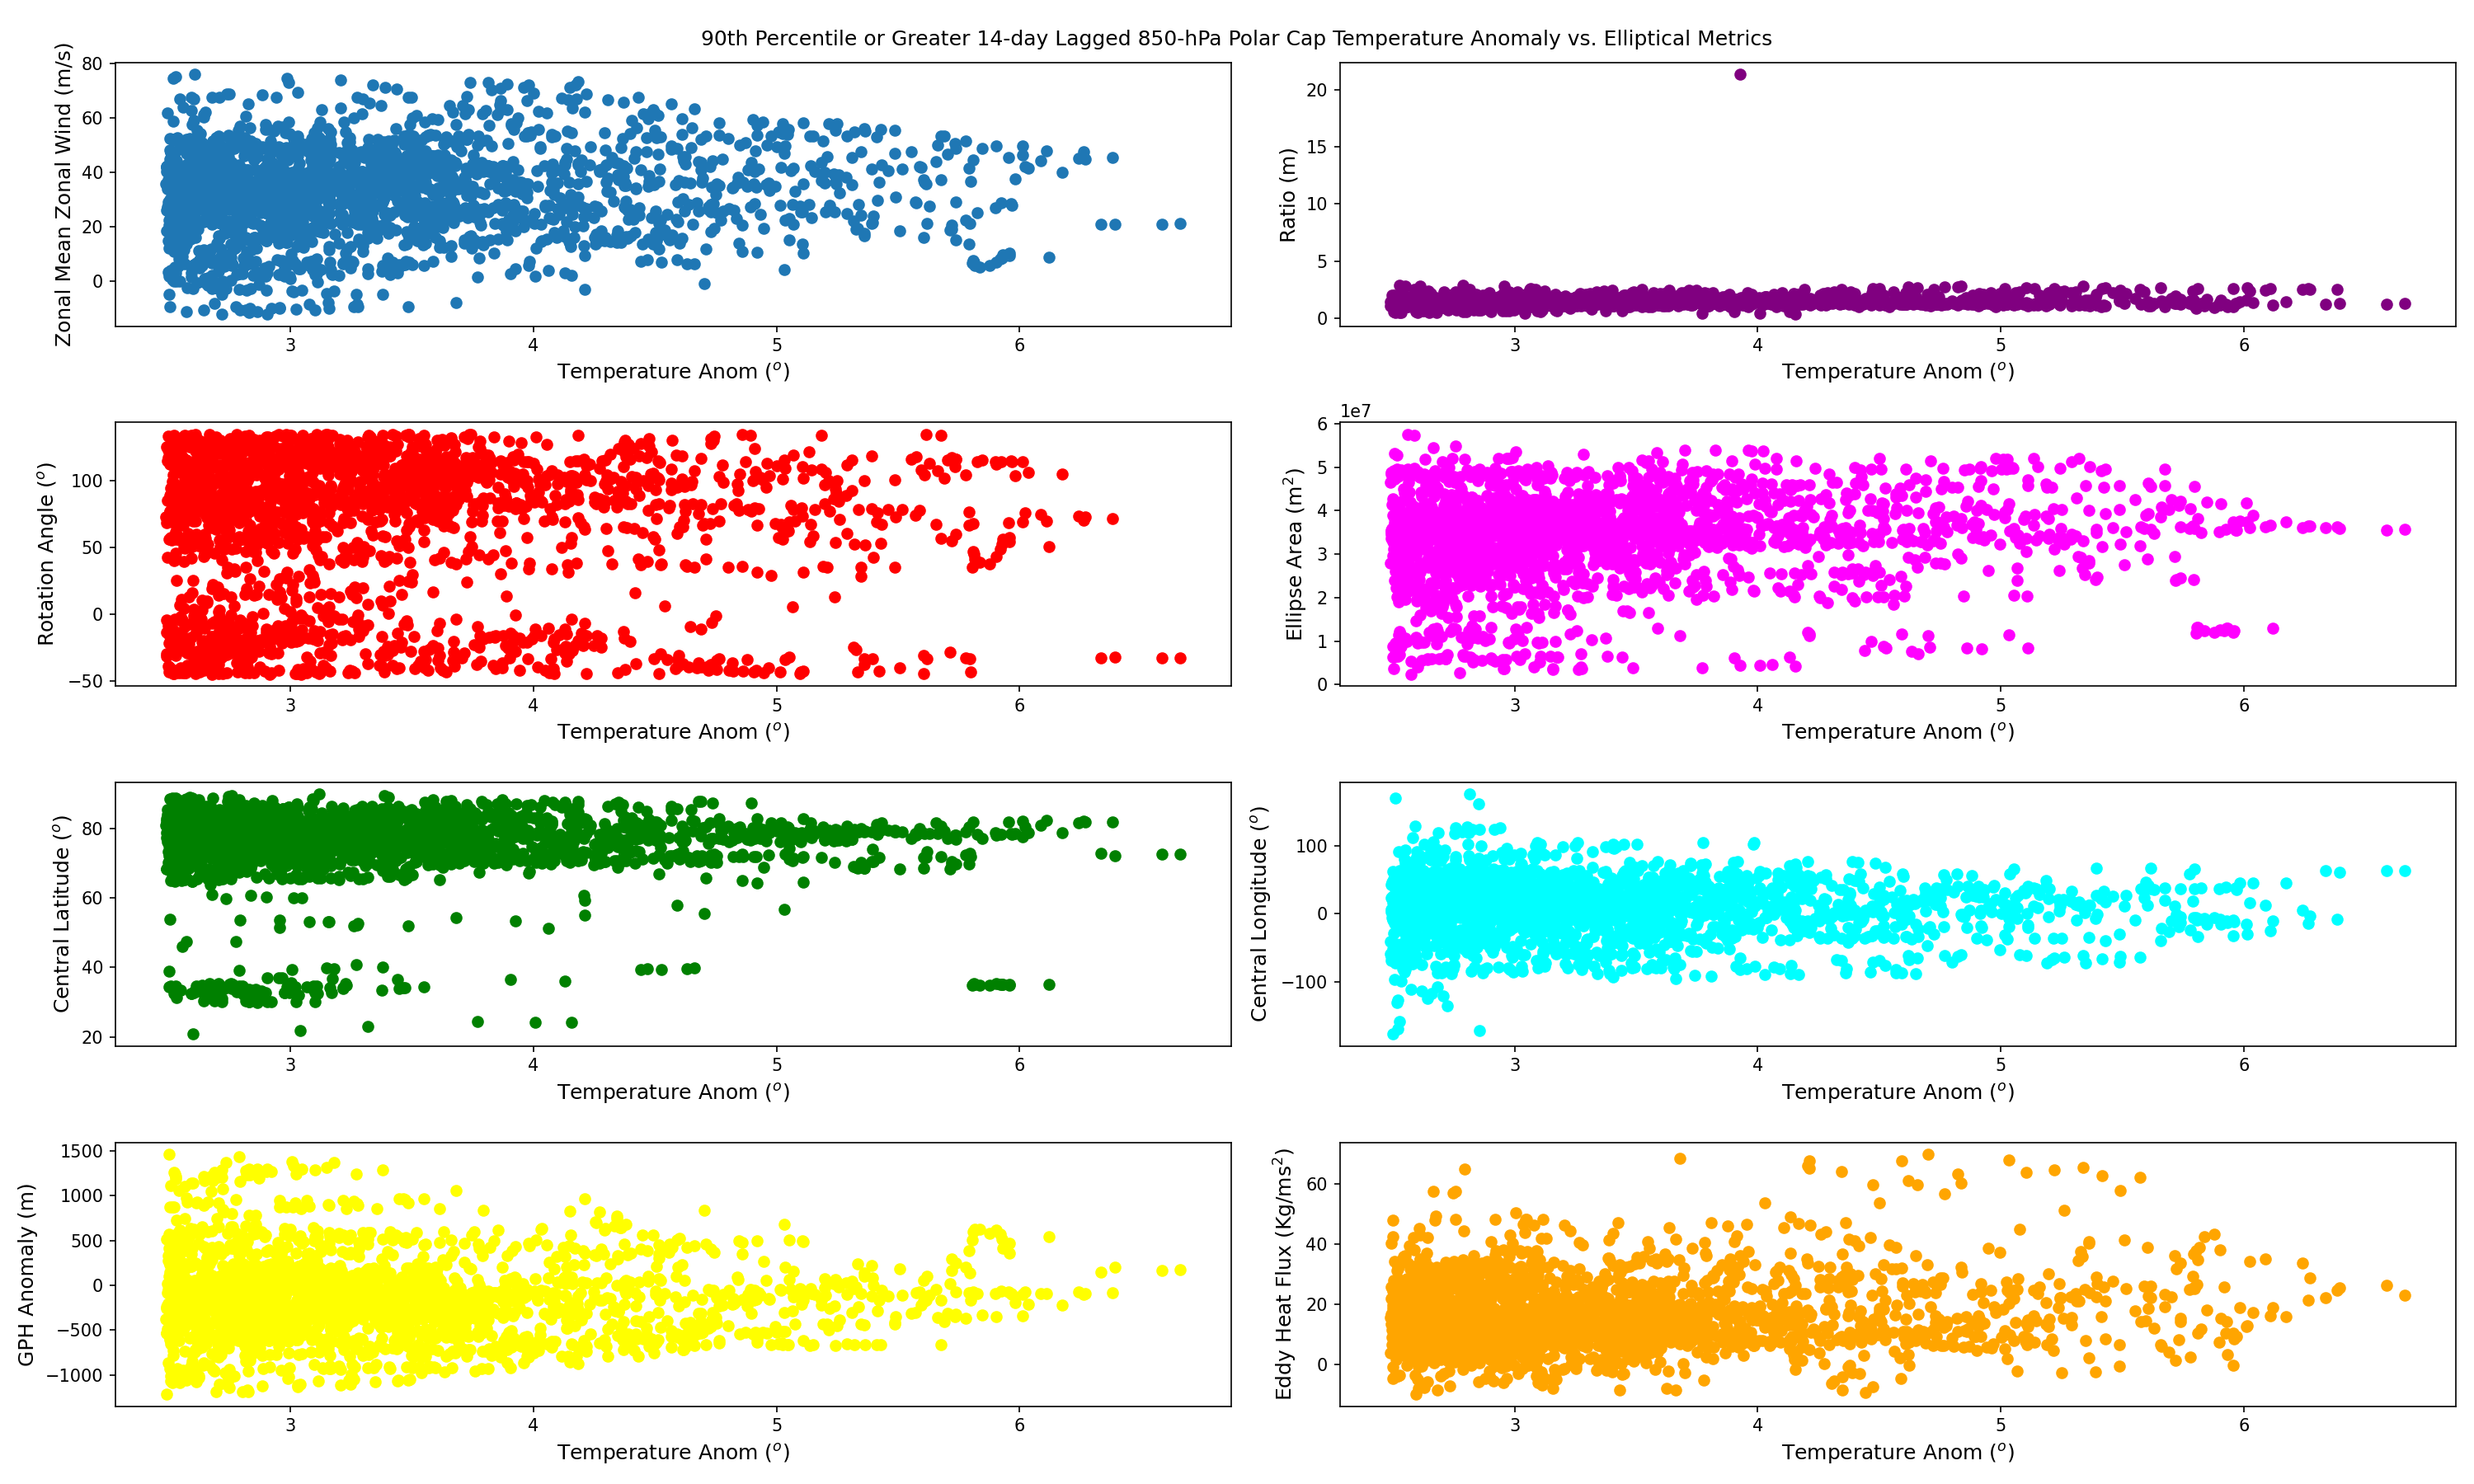 90th Percentile or Greater 14-day Lagged 850-hPa Polar Cap Temperature Anomaly vs. Elliptical Metrics
Zonal Mean Zonal Wind (m/s)
80
60
40
20
0
3 4 5 6
Temperature Anom (°)
Ratio (m)
20
15
10
5
0
3 4 5 6
Temperature Anom (°)
Rotation Angle (°)
100
50
0
−50
3 4 5 6
Temperature Anom (°)
1e7
Ellipse Area (m²)
6
5
4
3
2
1
0
3 4 5 6
Temperature Anom (°)
Central Latitude (°)
80
60
40
20
3 4 5 6
Temperature Anom (°)
Central Longitude (°)
100
0
−100
3 4 5 6
Temperature Anom (°)
GPH Anomaly (m)
1500
1000
500
0
−500
−1000
3 4 5 6
Temperature Anom (°)
Eddy Heat Flux (Kg/ms²)
60
40
20
0
3 4 5 6
Temperature Anom (°)